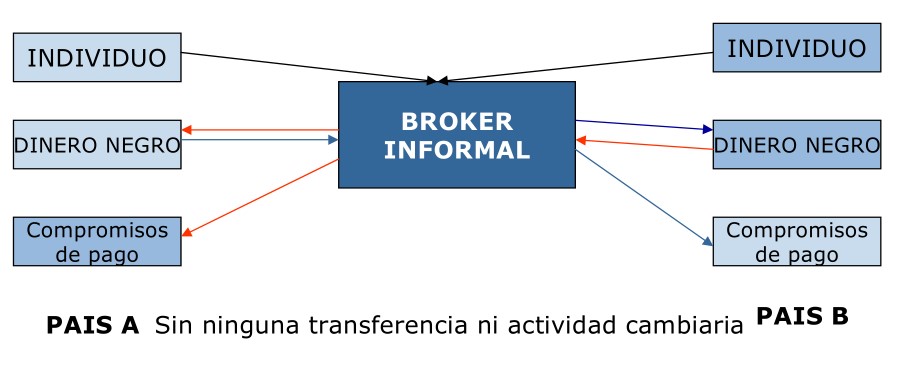 INDIVIDUO
INDIVIDUO
BROKER
INFORMAL
DINERO NEGRO
DINERO NEGRO
Compromisos
de pago
Compromisos
de pago
PAIS A Sin ninguna transferencia ni actividad cambiaria PAIS B